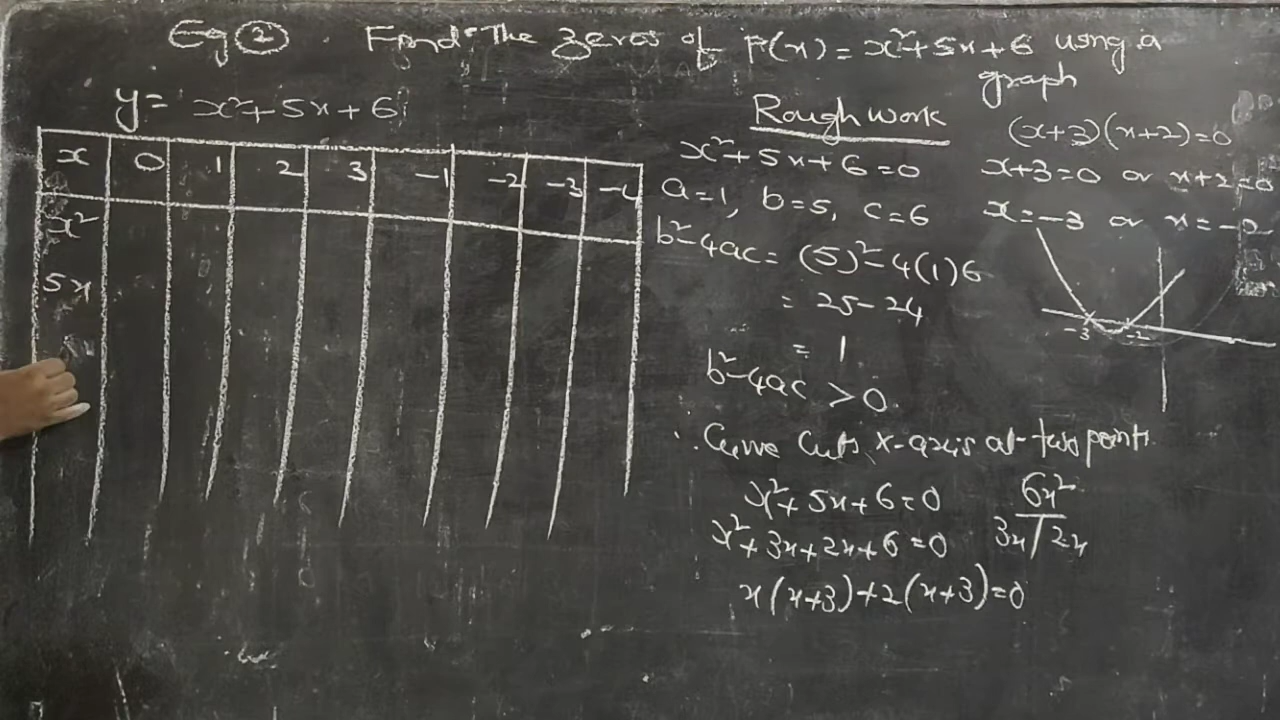 Eg ② . Find the zeros of P(x) = x²+5x+6 using a graph
y = x²+5x+6
x 0 1 2 3 -1 -2 -3 -4
x²
5x
Rough work
x²+5x+6=0
a=1, b=5, c=6
b²-4ac = (5)²-4(1)6
= 25-24
= 1
b²-4ac > 0.
∴ Curve cuts x-axis at two points.
x²+5x+6=0
x²+3x+2x+6=0
x(x+3)+2(x+3)=0
6x²
3x/2x
(x+3)(x+2)=0
x+3=0 or x+2=0
x=-3 or x=-2
-3 -2